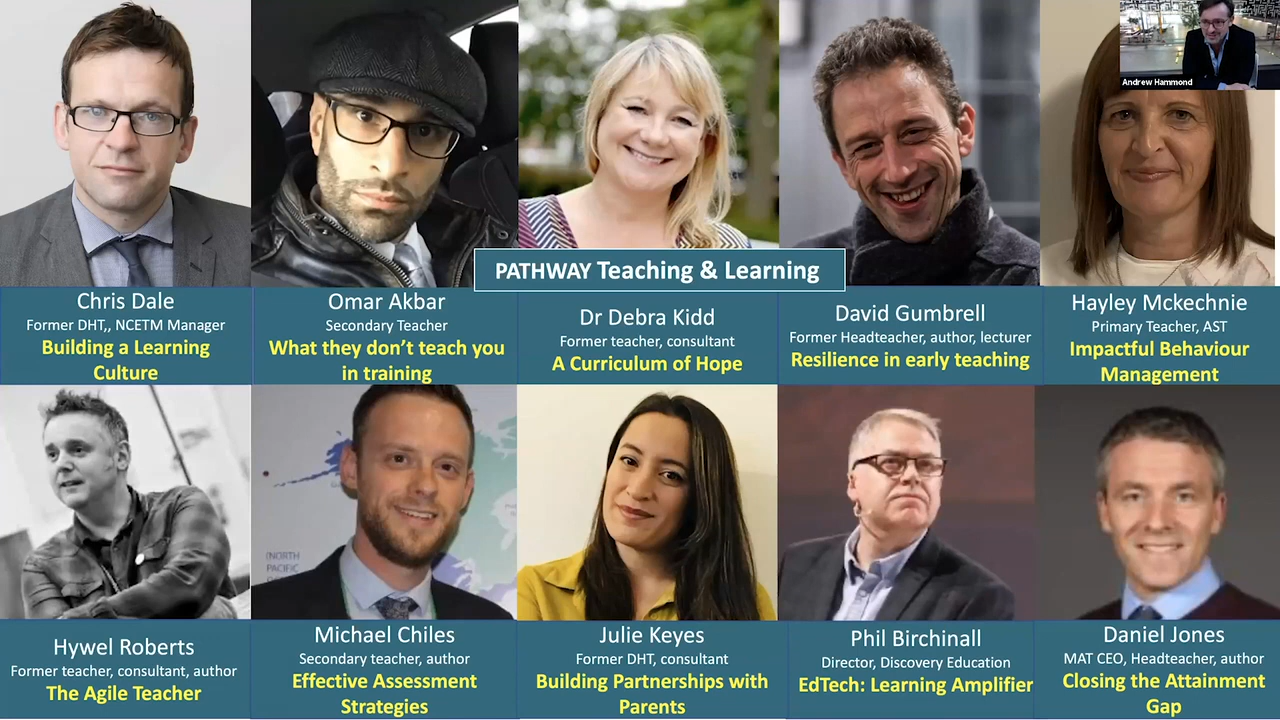 Andrew Hammond
PATHWAY Teaching & Learning
Chris Dale
Former DHT,, NCETM Manager
Building a Learning
Culture
Omar Akbar
Secondary Teacher
What they don't teach you
in training
Dr Debra Kidd
Former teacher, consultant
A Curriculum of Hope
David Gumbrell
Former Headteacher, author, lecturer
Resilience in early teaching
Hayley Mckechnie
Primary Teacher, AST
Impactful Behaviour
Management
(NORTH
PACIFIC
Hywel Roberts
Former teacher, consultant, author
The Agile Teacher
Michael Chiles
Secondary teacher, author
Effective Assessment
Strategies
Julie Keyes
Former DHT, consultant
Building Partnerships with
Parents
Phil Birchinall
Director, Discovery Education
EdTech: Learning Amplifier
Daniel Jones
MAT CEO, Headteacher, author
Closing the Attainment
Gap